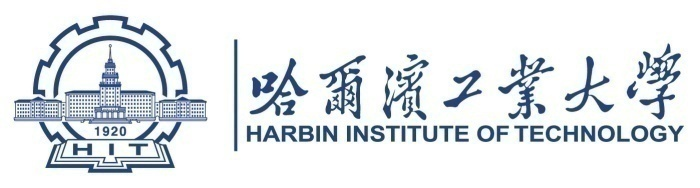 1920
HIT
哈爾濱工業大學
HARBIN INSTITUTE OF TECHNOLOGY